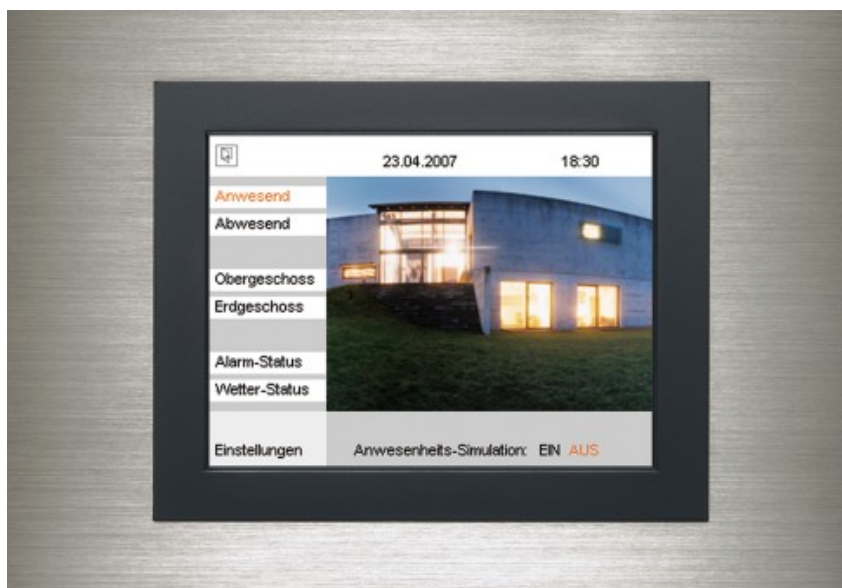 23.04.2007 18:30
Anwesend
Abwesend
Obergeschoss
Erdgeschoss
Alarm-Status
Wetter-Status
Einstellungen Anwesenheits-Simulation: EIN AUS